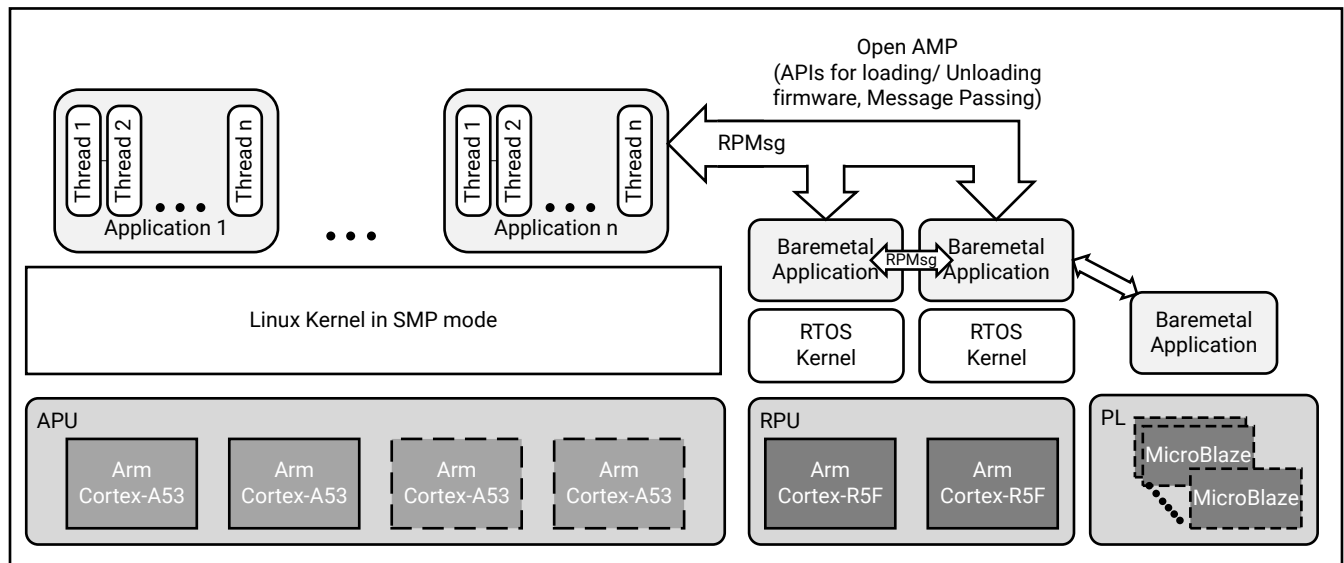 Open AMP
(APIs for loading/ Unloading
firmware, Message Passing)
Thread 1
Thread 2
Thread n
Application 1
Thread 1
Thread 2
Thread n
Application n
RPMsg
Baremetal
Application
RPMsg
Baremetal
Application
Baremetal
Application
Linux Kernel in SMP mode
RTOS
Kernel
RTOS
Kernel
APU
Arm
Cortex-A53
Arm
Cortex-A53
Arm
Cortex-A53
Arm
Cortex-A53
RPU
Arm
Cortex-R5F
Arm
Cortex-R5F
PL
MicroBlaze
MicroBlaze